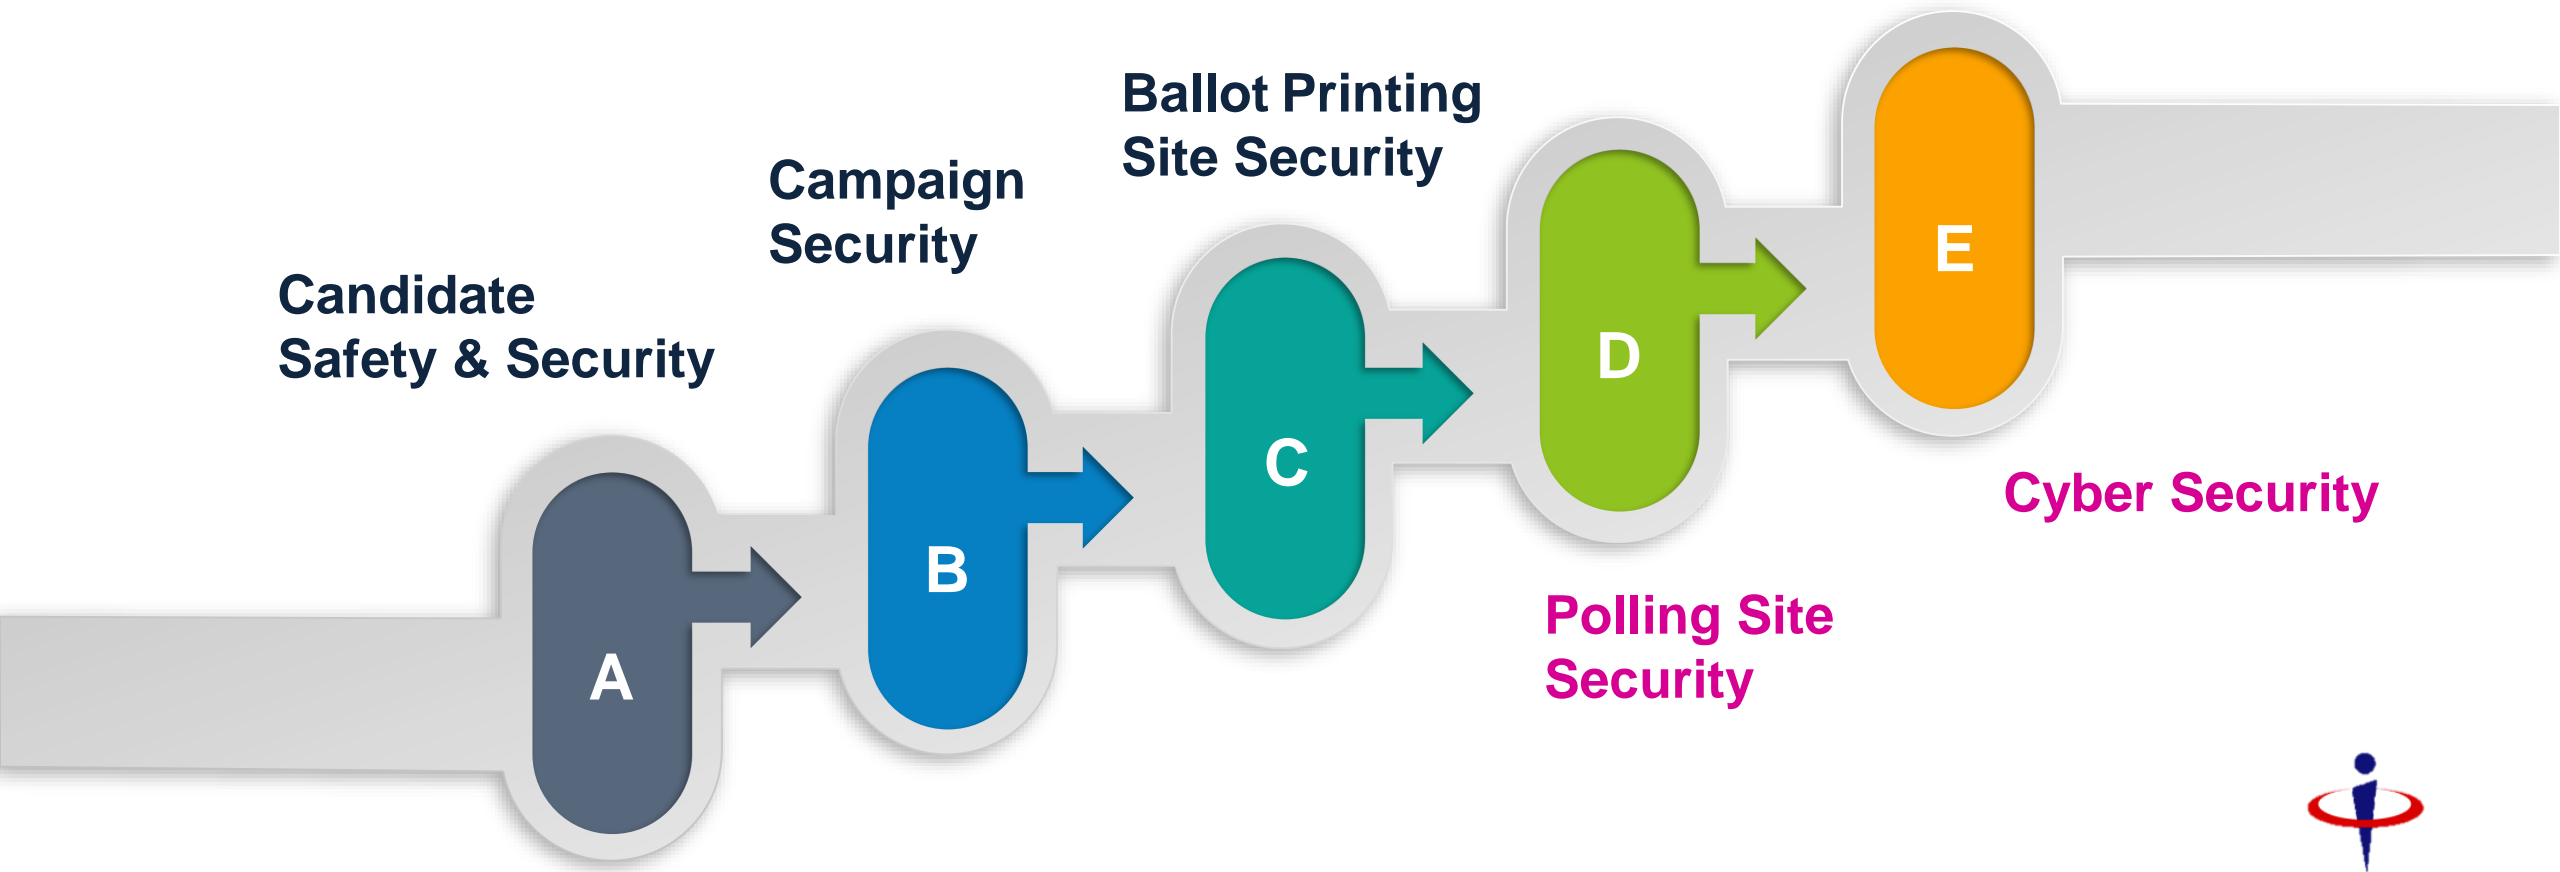 Candidate
Safety & Security
A
Campaign
Security
B
Ballot Printing
Site Security
C
D
Polling Site
Security
E
Cyber Security